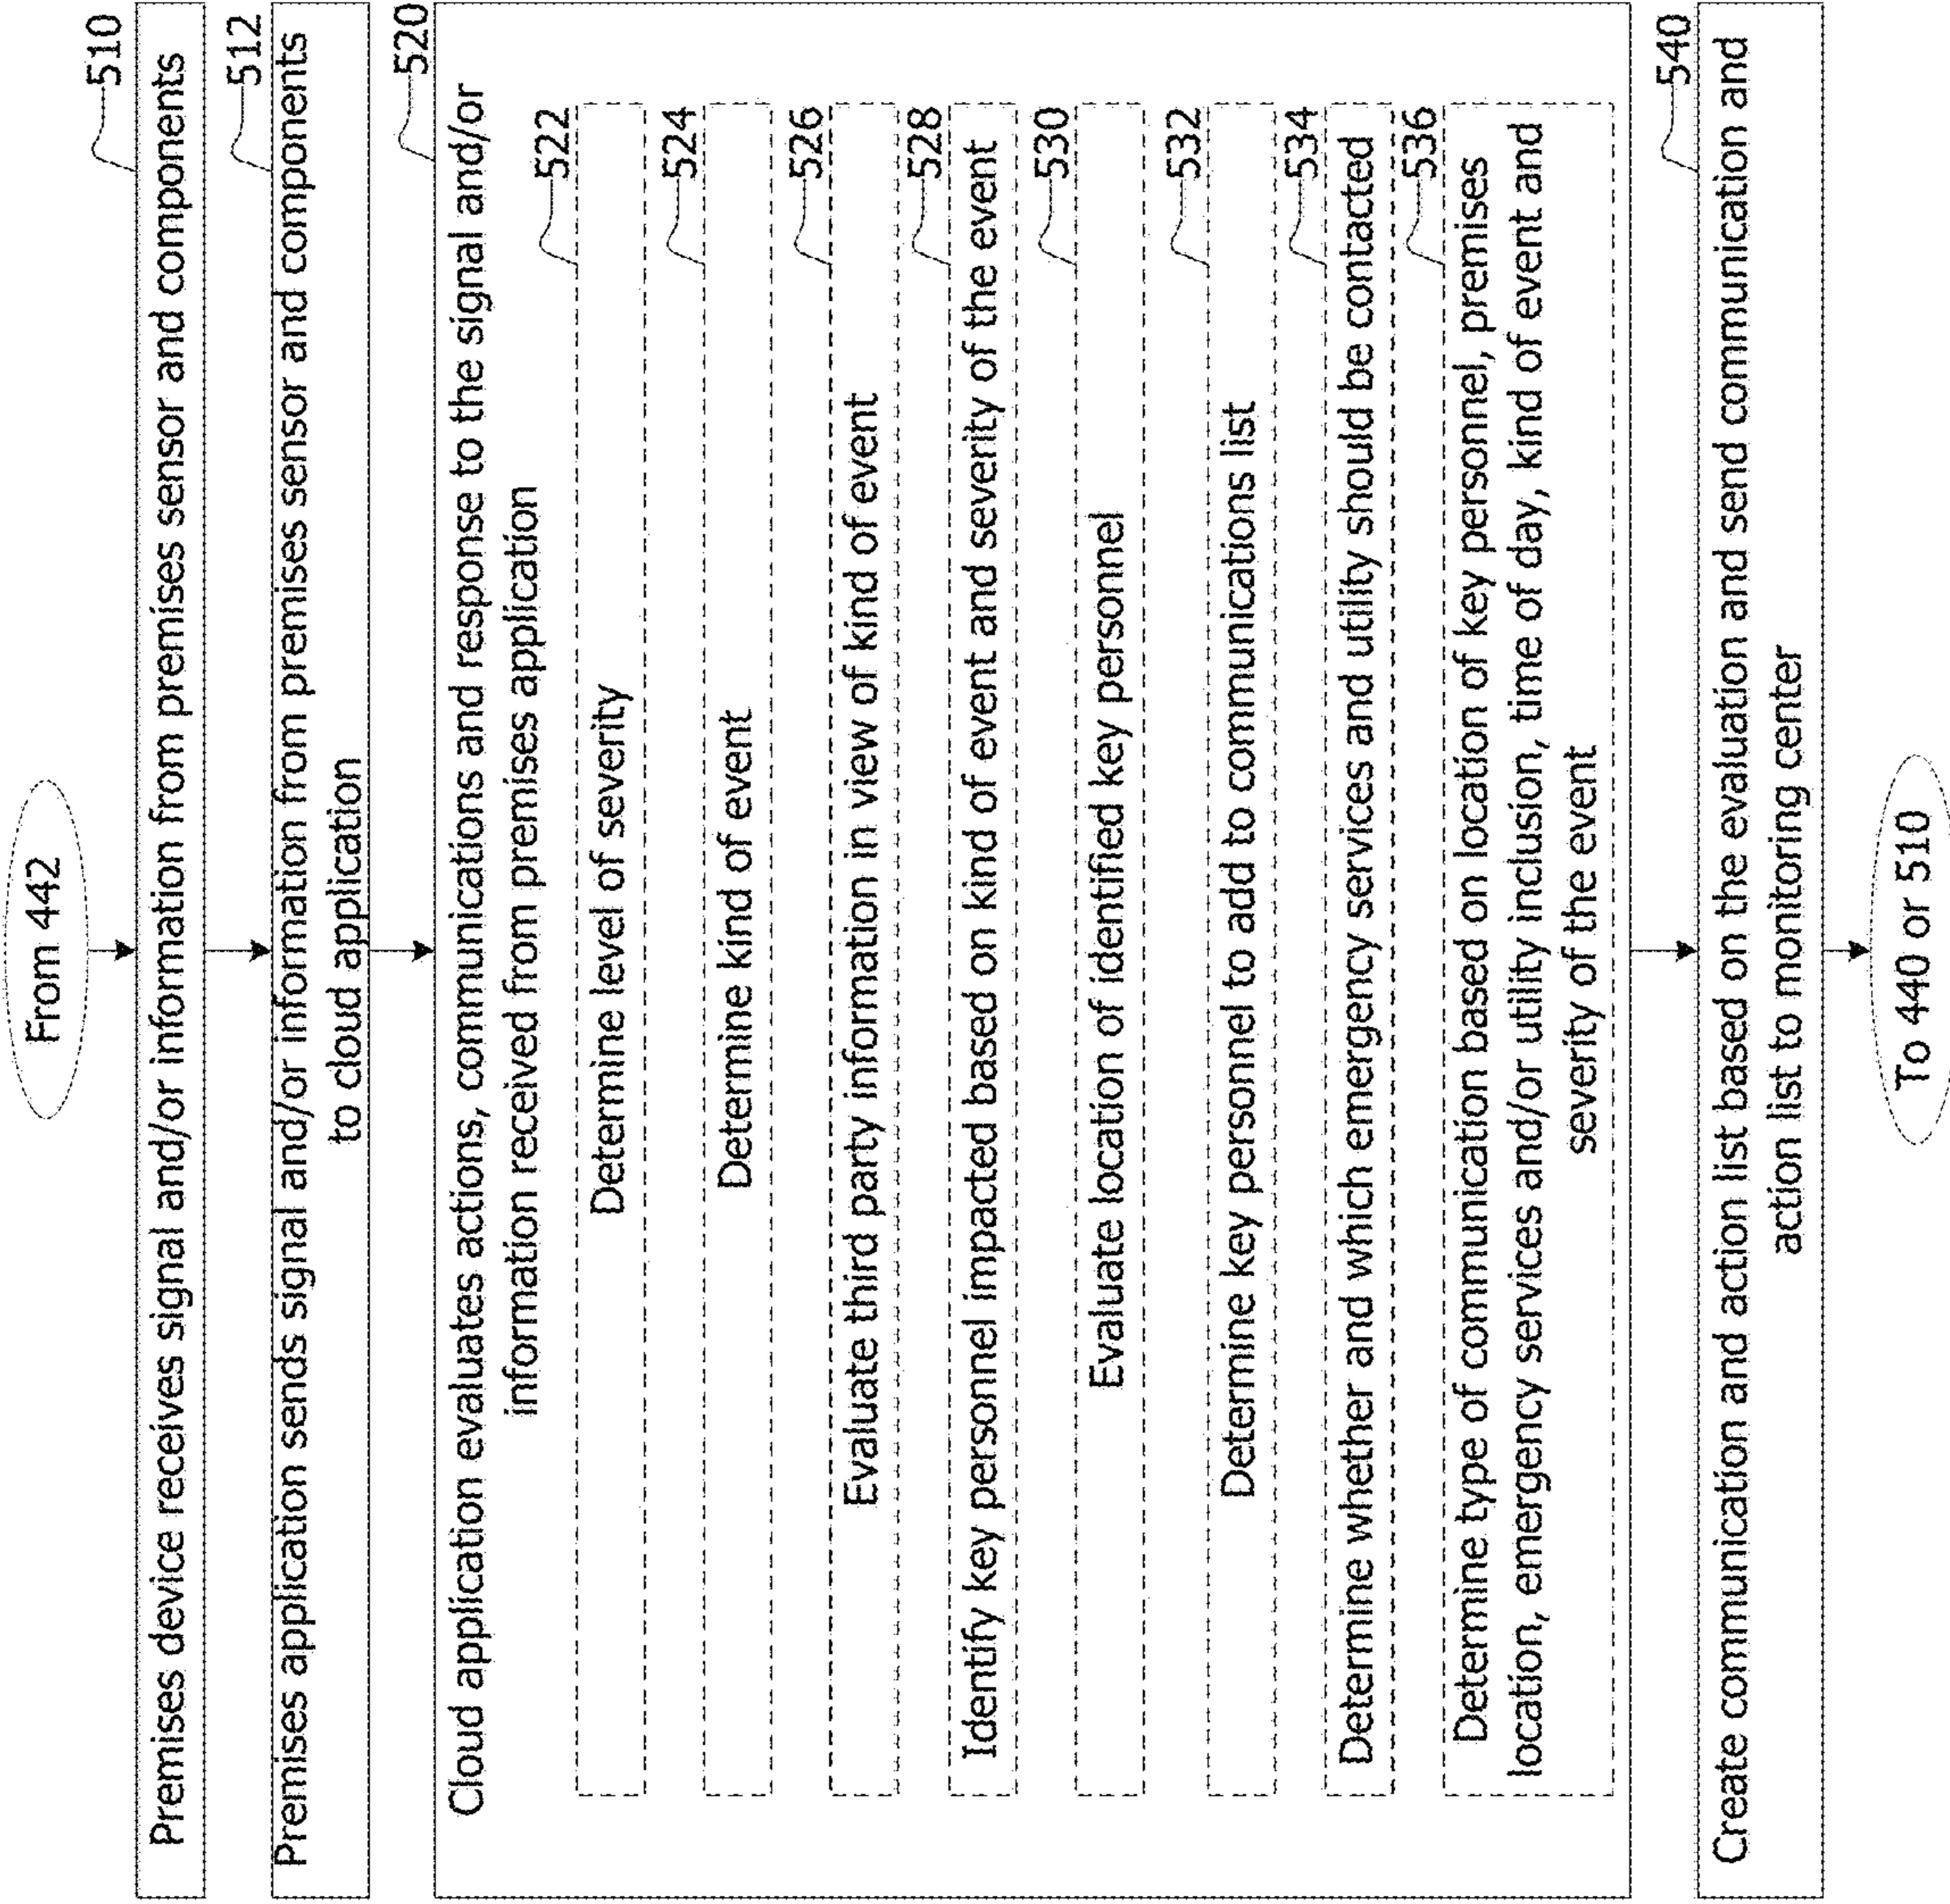 From 442
510
Premises device receives signal and/or information from premises sensor and components
512
Premises application sends signal and/or information from premises sensor and components
to cloud application
520
Cloud application evaluates actions, communications and response to the signal and/or
information received from premises application
522
Determine level of severity
524
Determine kind of event
526
Evaluate third party information in view of kind of event
528
Identify key personnel impacted based on kind of event and severity of the event
530
Evaluate location of identified key personnel
532
Determine key personnel to add to communications list
534
Determine whether and which emergency services and utility should be contacted
536
Determine type of communication based on location of key personnel, premises
location, emergency services and/or utility inclusion, time of day, kind of event and
severity of the event
540
Create communication and action list based on the evaluation and send communication and
action list to monitoring center
To 440 or 510